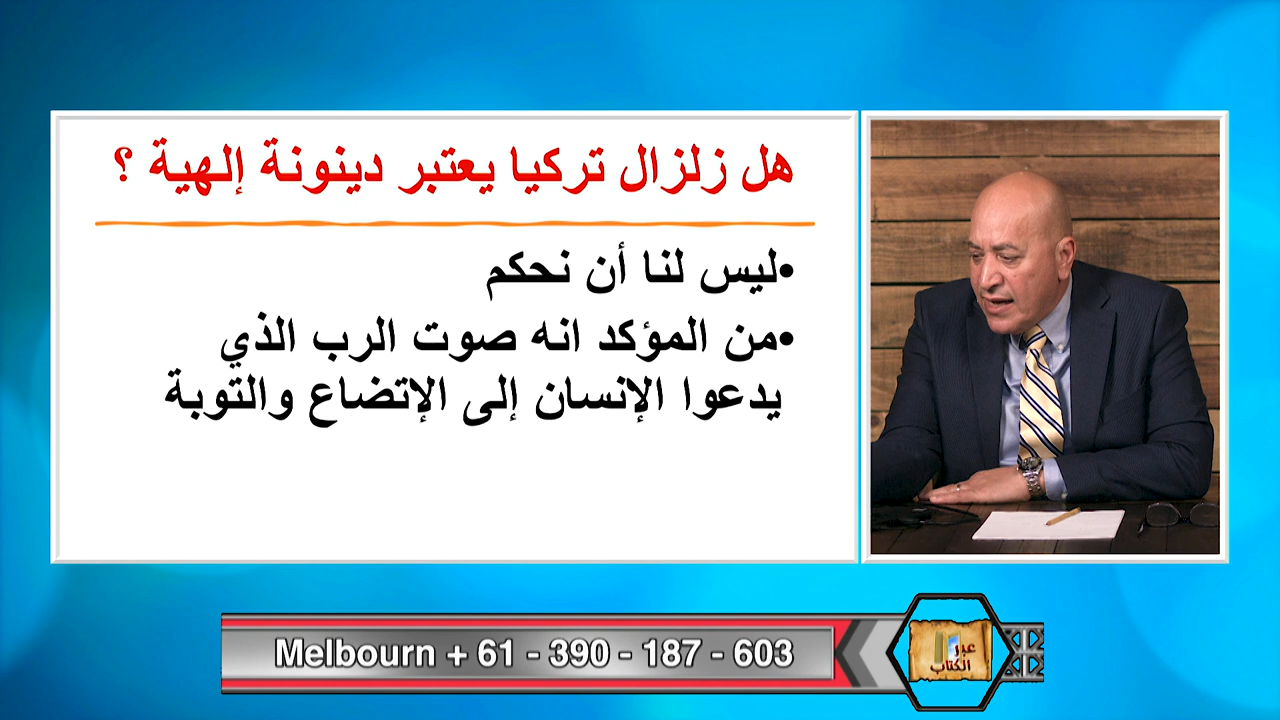 هل زلزال تركيا يعتبر دينونة إلهية ؟
•ليس لنا أن نحكم
•من المؤكد انه صوت الرب الذي
يدعوا الإنسان إلى الإتضاع والتوبة
Melbourn + 61 - 390 - 187 - 603
عبر
الكتاب